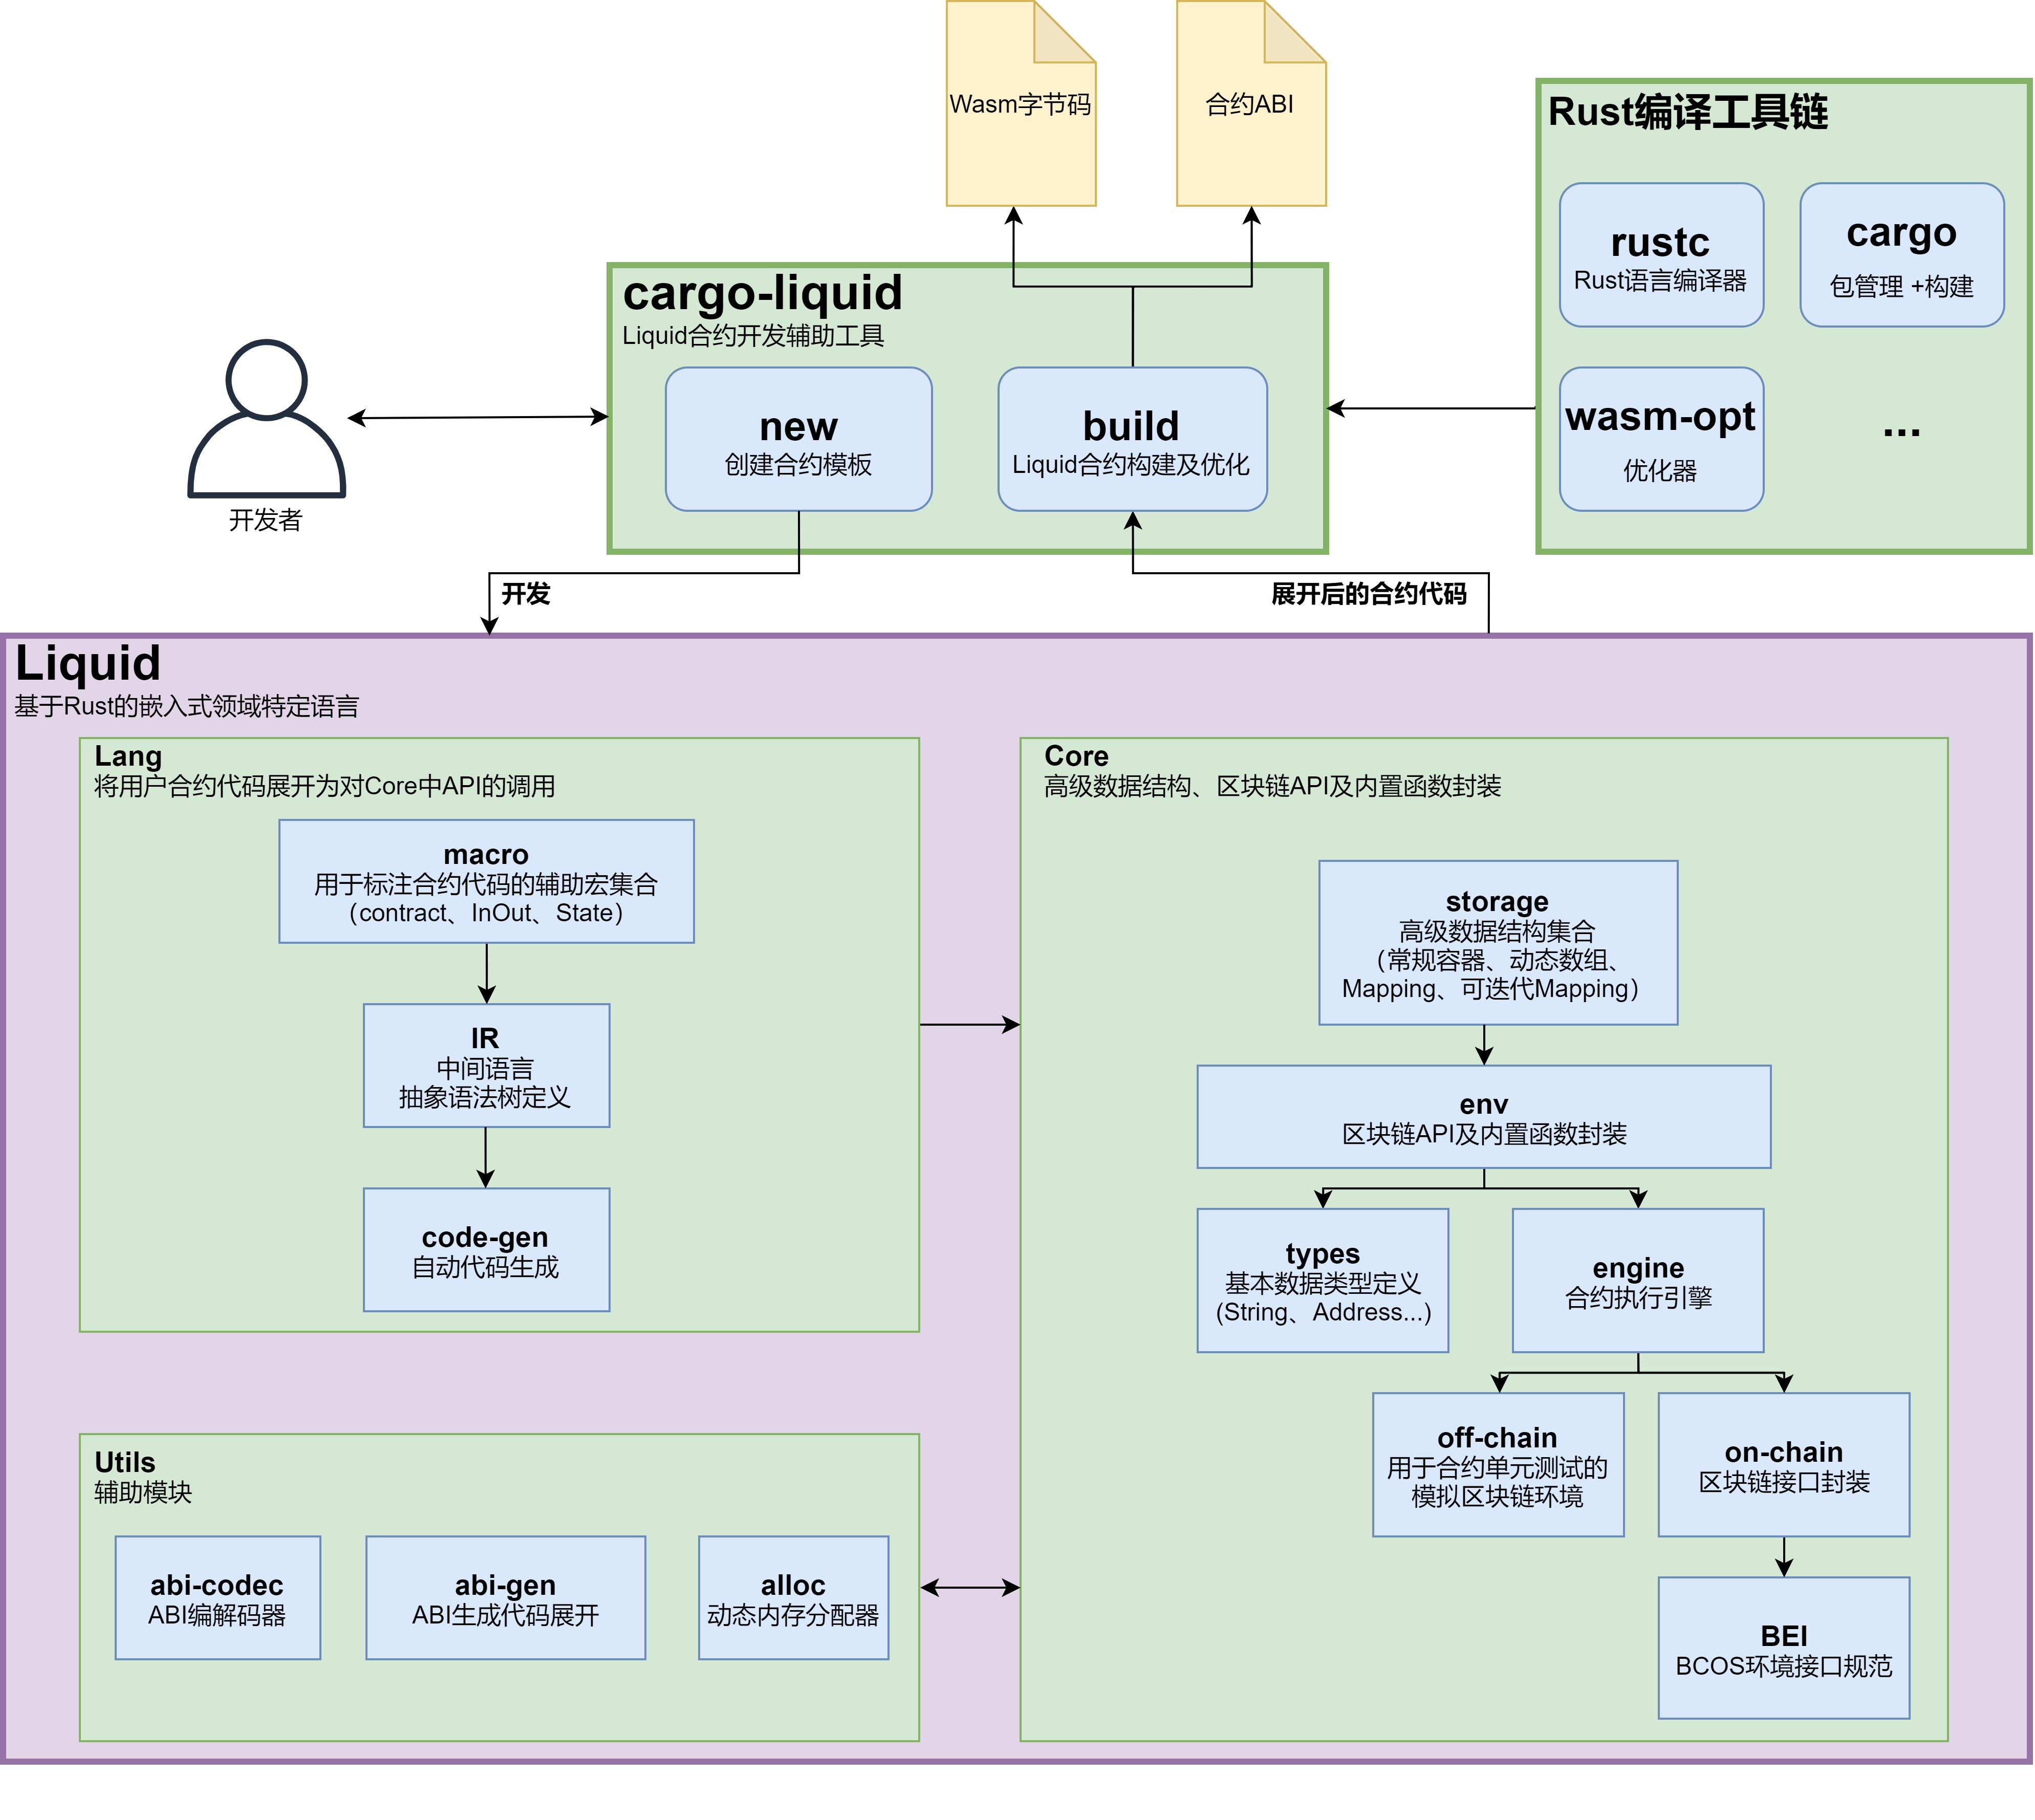 Wasm字节码
合约ABI
Rust编译工具链
rustc
Rust语言编译器
cargo
包管理 +构建
wasm-opt
优化器
...
cargo-liquid
Liquid合约开发辅助工具
new
创建合约模板
build
Liquid合约构建及优化
开发者
开发
展开后的合约代码
Liquid
基于Rust的嵌入式领域特定语言
Lang
将用户合约代码展开为对Core中API的调用
macro
用于标注合约代码的辅助宏集合
（contract、InOut、State）
IR
中间语言
抽象语法树定义
code-gen
自动代码生成
Core
高级数据结构、区块链API及内置函数封装
storage
高级数据结构集合
（常规容器、动态数组、
Mapping、可迭代Mapping）
env
区块链API及内置函数封装
types
基本数据类型定义
(String、Address...)
engine
合约执行引擎
off-chain
用于合约单元测试的
模拟区块链环境
on-chain
区块链接口封装
BEI
BCOS环境接口规范
Utils
辅助模块
abi-codec
ABI编解码器
abi-gen
ABI生成代码展开
alloc
动态内存分配器